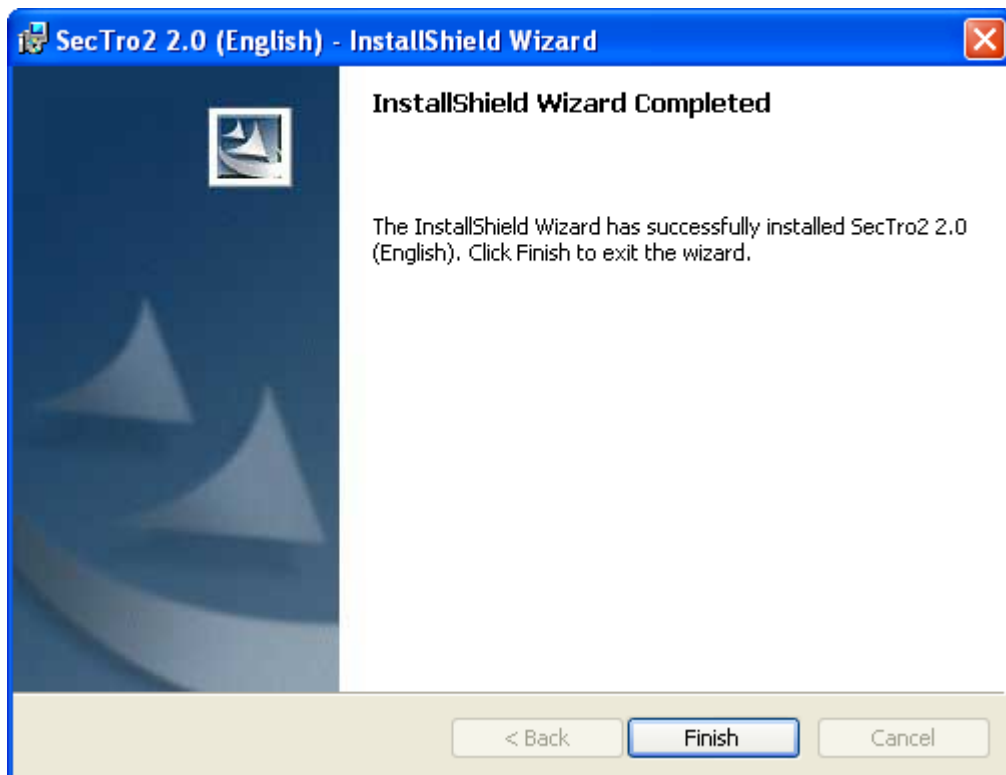 SecTro2 2.0 (English) - InstallShield Wizard
InstallShield Wizard Completed
The InstallShield Wizard has successfully installed SecTro2 2.0
(English). Click Finish to exit the wizard.
< Back
Finish
Cancel